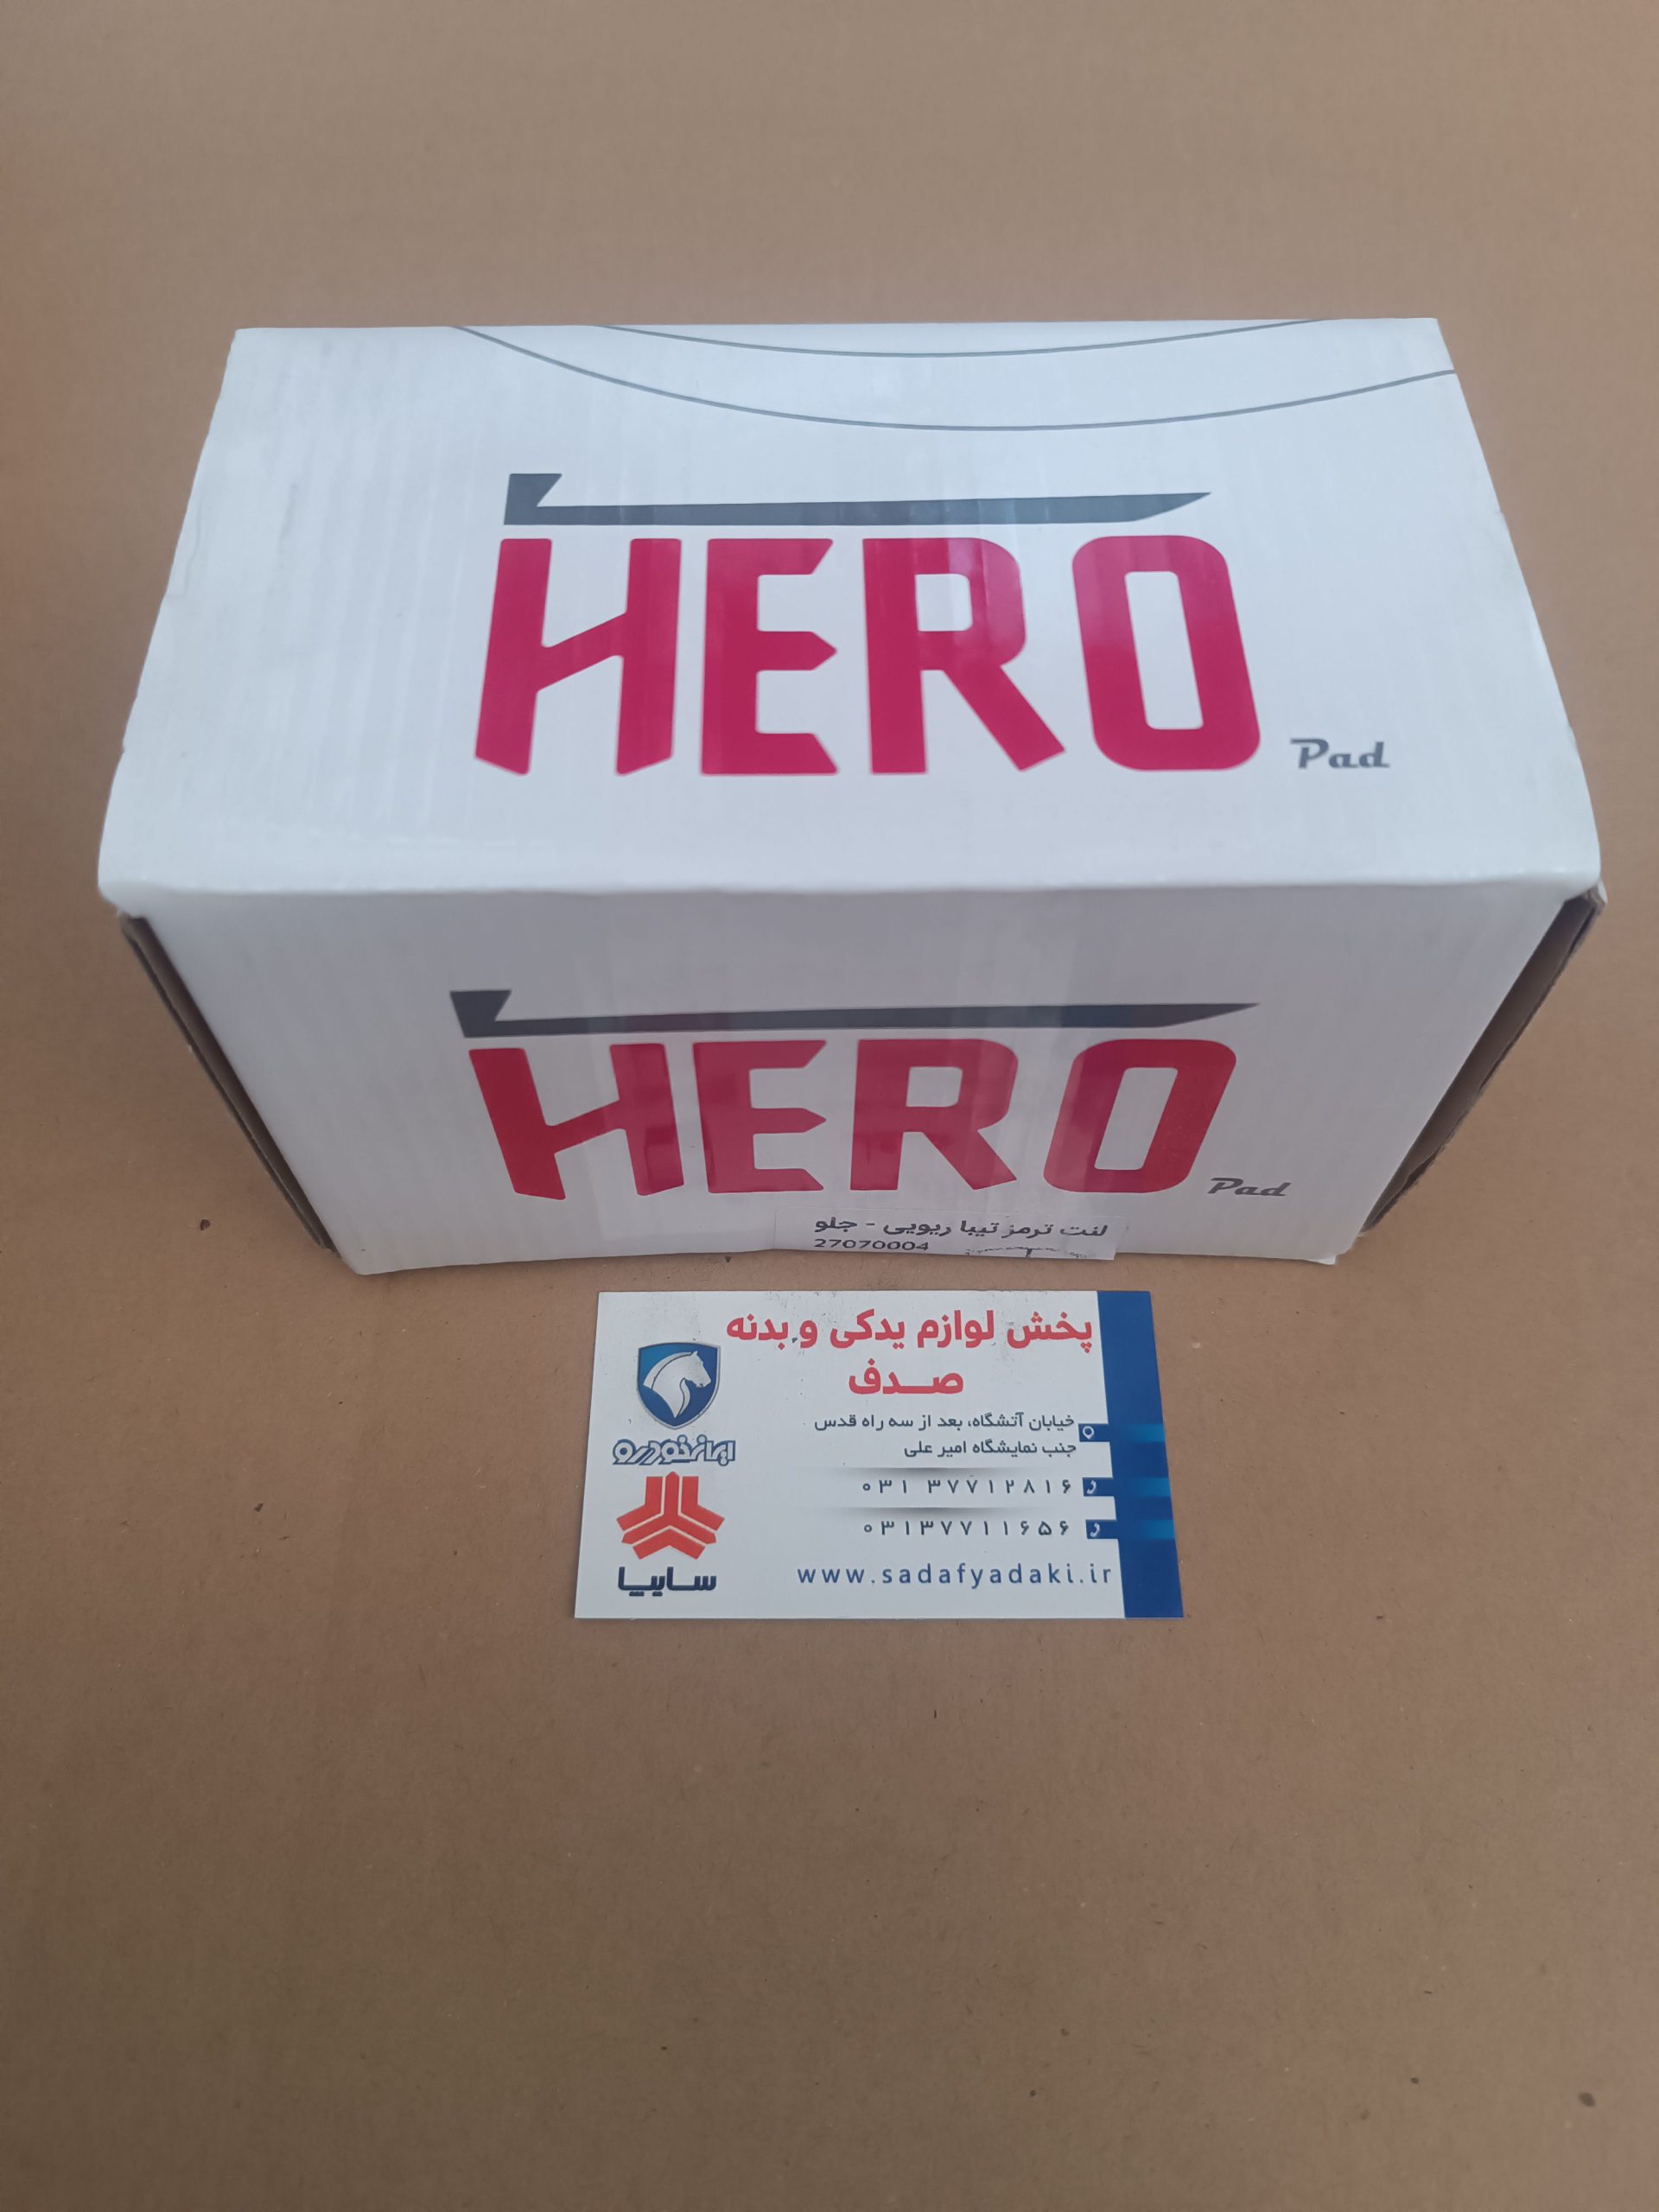 HERO
Pad
HERO
Pad
لنت ترمز تیبا ریویی - جلو
27070004
پخش لوازم یدکی و بدنه
صدف
خیابان آتشگاه، بعد از سه راه قدس
جنب نمایشگاه امیر علی
۰۳۱ ۳۷۷۱۲۸۱۶
۰۳۱۳۷۷۱۱۶۵۶
www.sadafyadaki.ir
ایران‌خودرو
سایپا